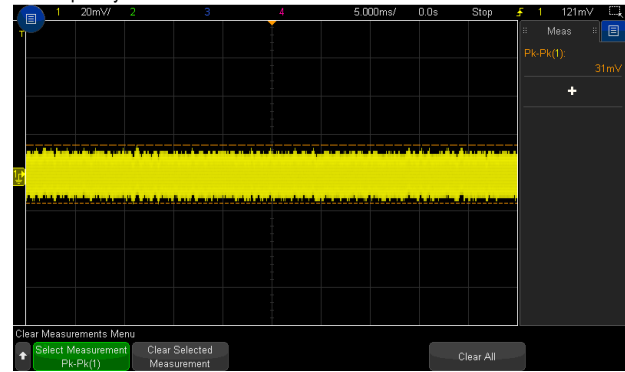 1 20mV/ 2 3 4 5.000ms/ 0.0s Stop 1 121mV
Meas
T
Pk-Pk(1):
31mV
1
Clear Measurements Menu
Select Measurement Clear Selected Clear All
Pk-Pk(1) Measurement